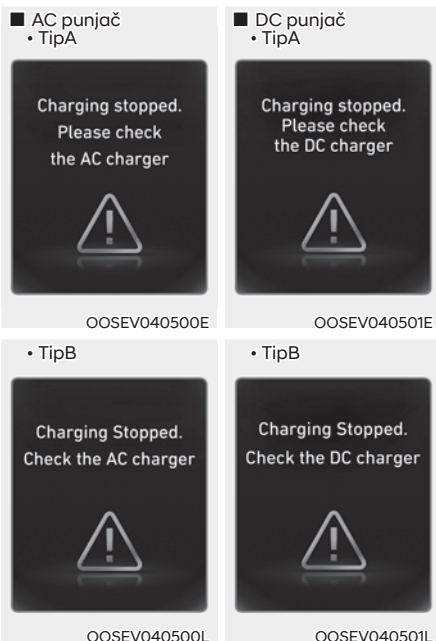 ■ AC punjač
• TipA
Charging stopped.
Please check
the AC charger
OOSEV040500E
■ DC punjač
• TipA
Charging stopped.
Please check
the DC charger
OOSEV040501E
• TipB
Charging Stopped.
Check the AC charger
OOSEV040500L
• TipB
Charging Stopped.
Check the DC charger
OOSEV040501L